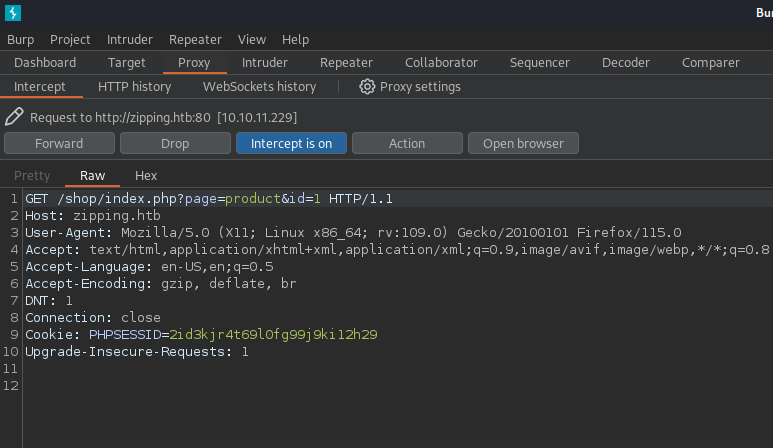 Bur
Burp Project Intruder Repeater View Help
Dashboard Target Proxy Intruder Repeater Collaborator Sequencer Decoder Comparer
Intercept HTTP history WebSockets history Proxy settings
Request to http://zipping.htb:80 [10.10.11.229]
Forward Drop Intercept is on Action Open browser
Pretty Raw Hex
1 GET /shop/index.php?page=product&id=1 HTTP/1.1
2 Host: zipping.htb
3 User-Agent: Mozilla/5.0 (X11; Linux x86_64; rv:109.0) Gecko/20100101 Firefox/115.0
4 Accept: text/html,application/xhtml+xml,application/xml;q=0.9,image/avif,image/webp,*/*;q=0.8
5 Accept-Language: en-US,en;q=0.5
6 Accept-Encoding: gzip, deflate, br
7 DNT: 1
8 Connection: close
9 Cookie: PHPSESSID=2id3kjr4t69l0fg99j9ki12h29
10 Upgrade-Insecure-Requests: 1
11
12